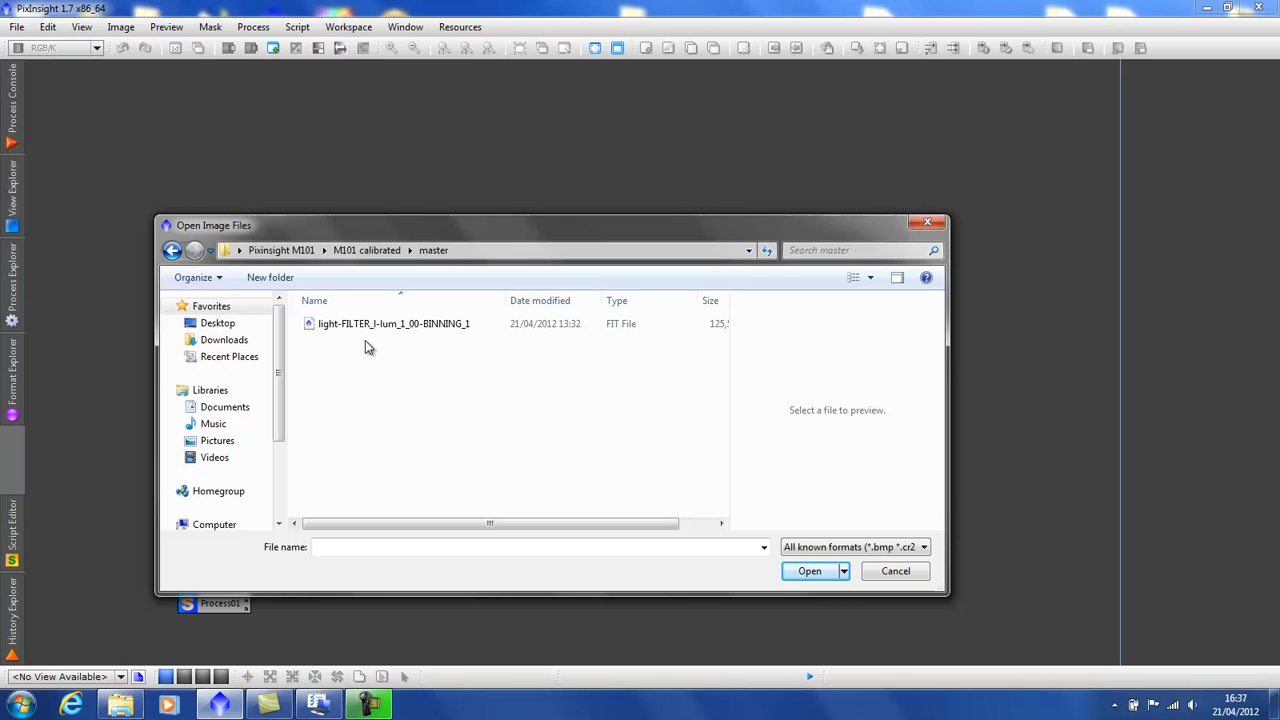 PixInsight 1.7 x86_64
File Edit View Image Preview Mask Process Script Workspace Window Resources
RGB/K
Process Console
View Explorer
Process Explorer
Format Explorer
Script Editor
History Explorer
Open Image Files
Pixinsight M101 M101 calibrated master
Search master
Organize New folder
Name Date modified Type Size
light-FILTER_l-lum_1_00-BINNING_1 21/04/2012 13:32 FIT File 125,5
Favorites
Desktop
Downloads
Recent Places
Libraries
Documents
Music
Pictures
Videos
Homegroup
Computer
Select a file to preview.
File name: All known formats (*.bmp *.cr2
Open Cancel
Process01
<No View Available>
16:37
21/04/2012